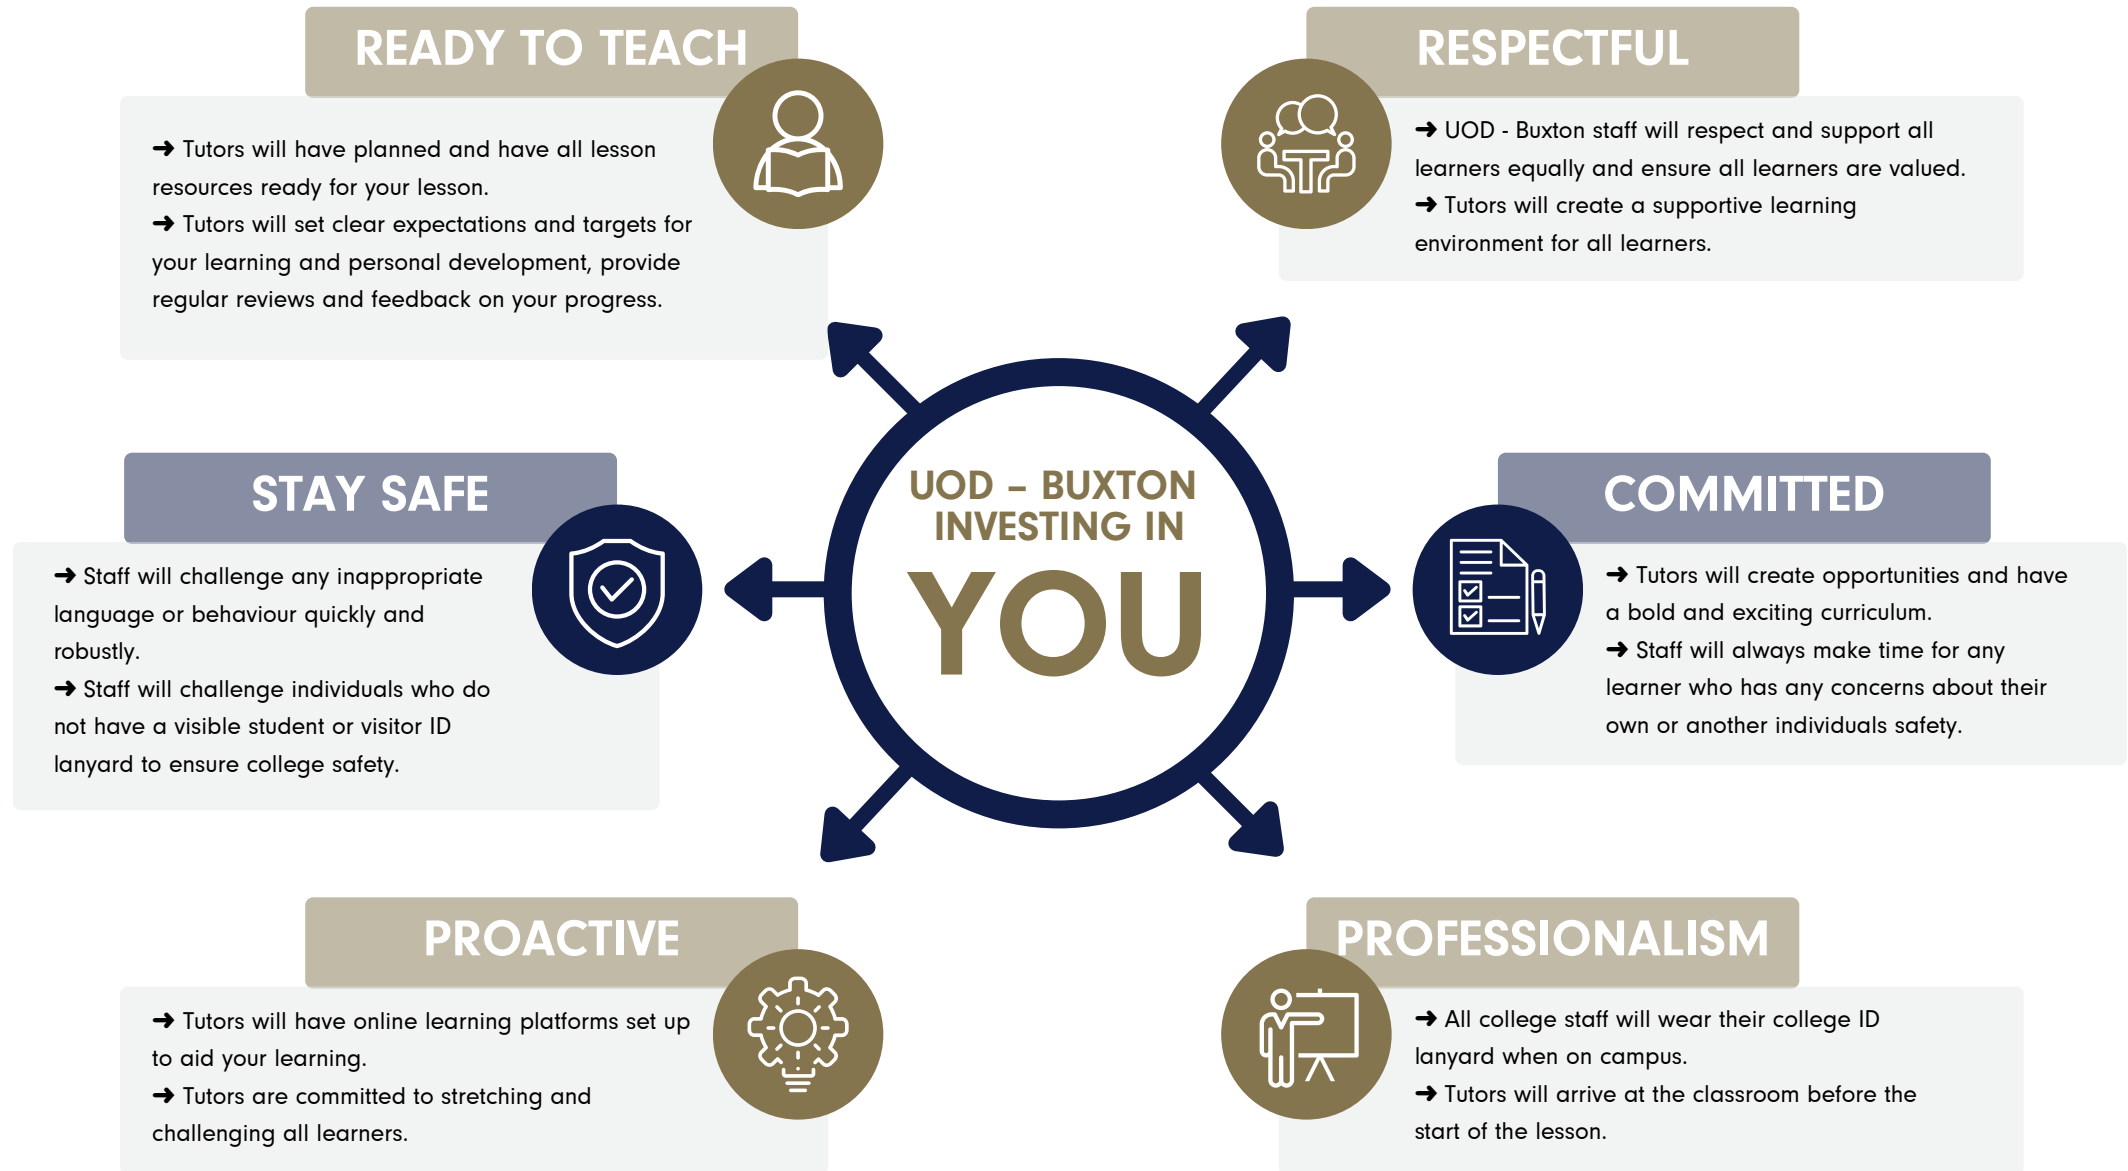 READY TO TEACH
➜ Tutors will have planned and have all lesson
resources ready for your lesson.
➜ Tutors will set clear expectations and targets for
your learning and personal development, provide
regular reviews and feedback on your progress.
RESPECTFUL
➜ UOD - Buxton staff will respect and support all
learners equally and ensure all learners are valued.
➜ Tutors will create a supportive learning
environment for all learners.
STAY SAFE
➜ Staff will challenge any inappropriate
language or behaviour quickly and
robustly.
➜ Staff will challenge individuals who do
not have a visible student or visitor ID
lanyard to ensure college safety.
UOD – BUXTON
INVESTING IN
YOU
COMMITTED
➜ Tutors will create opportunities and have
a bold and exciting curriculum.
➜ Staff will always make time for any
learner who has any concerns about their
own or another individuals safety.
PROACTIVE
➜ Tutors will have online learning platforms set up
to aid your learning.
➜ Tutors are committed to stretching and
challenging all learners.
PROFESSIONALISM
➜ All college staff will wear their college ID
lanyard when on campus.
➜ Tutors will arrive at the classroom before the
start of the lesson.